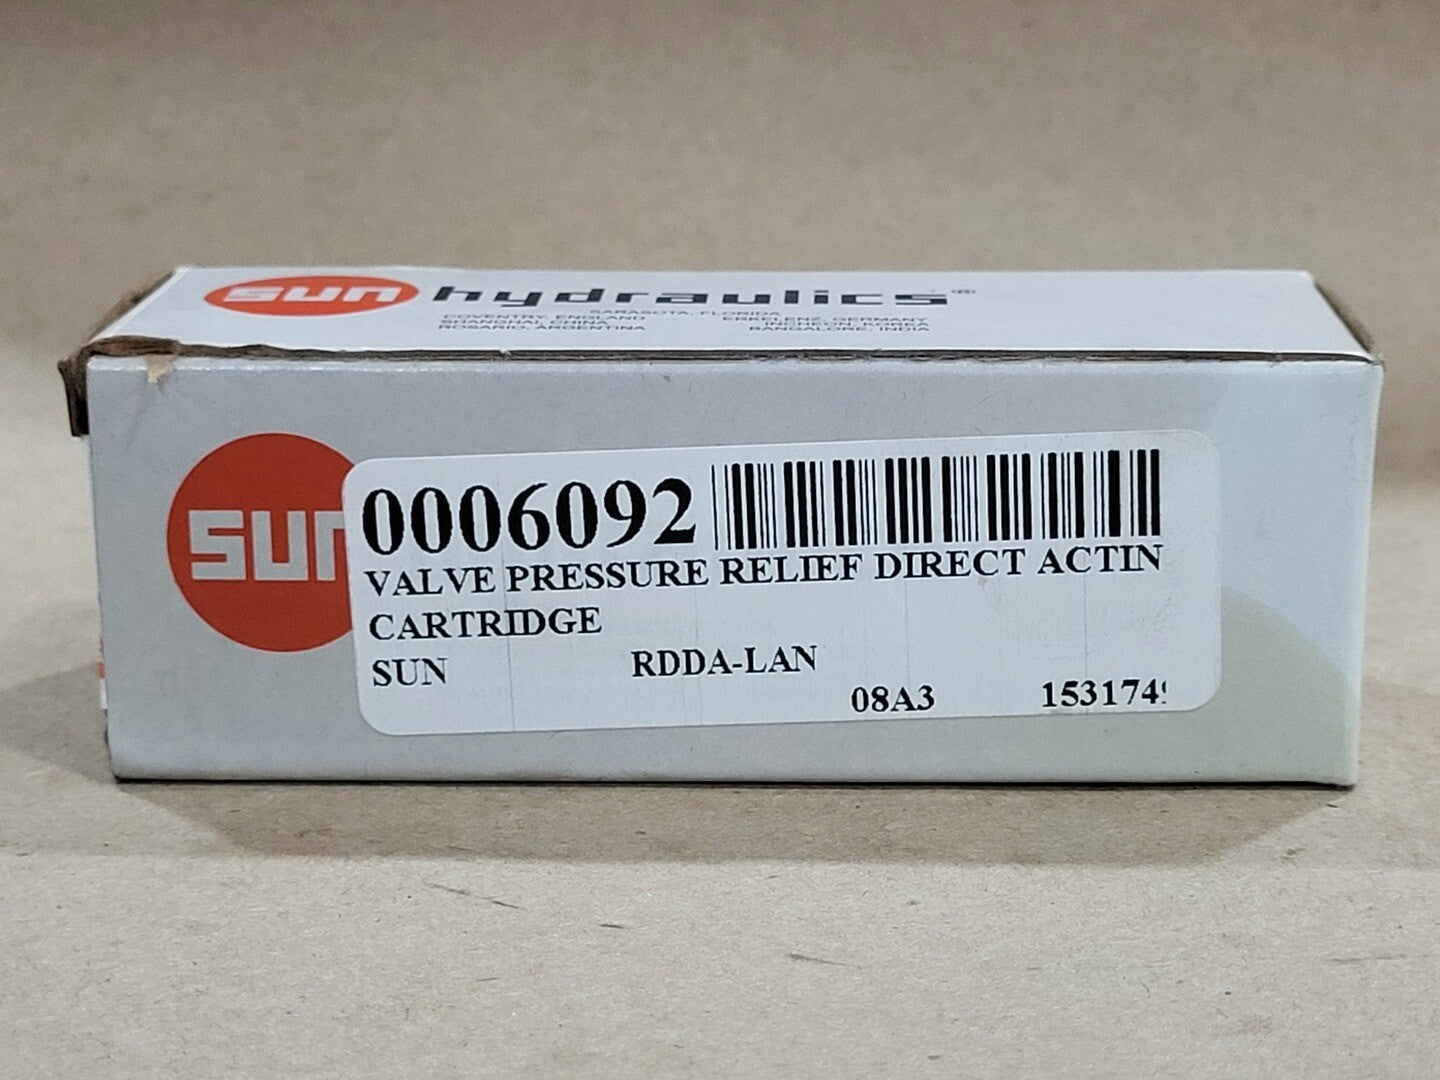 sun hydraulics®
SARASOTA, FLORIDA
COVENTRY, ENGLAND ERKELENZ, GERMANY
SHANGHAI, CHINA INCHEON, KOREA
ROSARIO, ARGENTINA BANGALORE, INDIA
sun
0006092
VALVE PRESSURE RELIEF DIRECT ACTIN
CARTRIDGE
SUN RDDA-LAN
08A3 153174